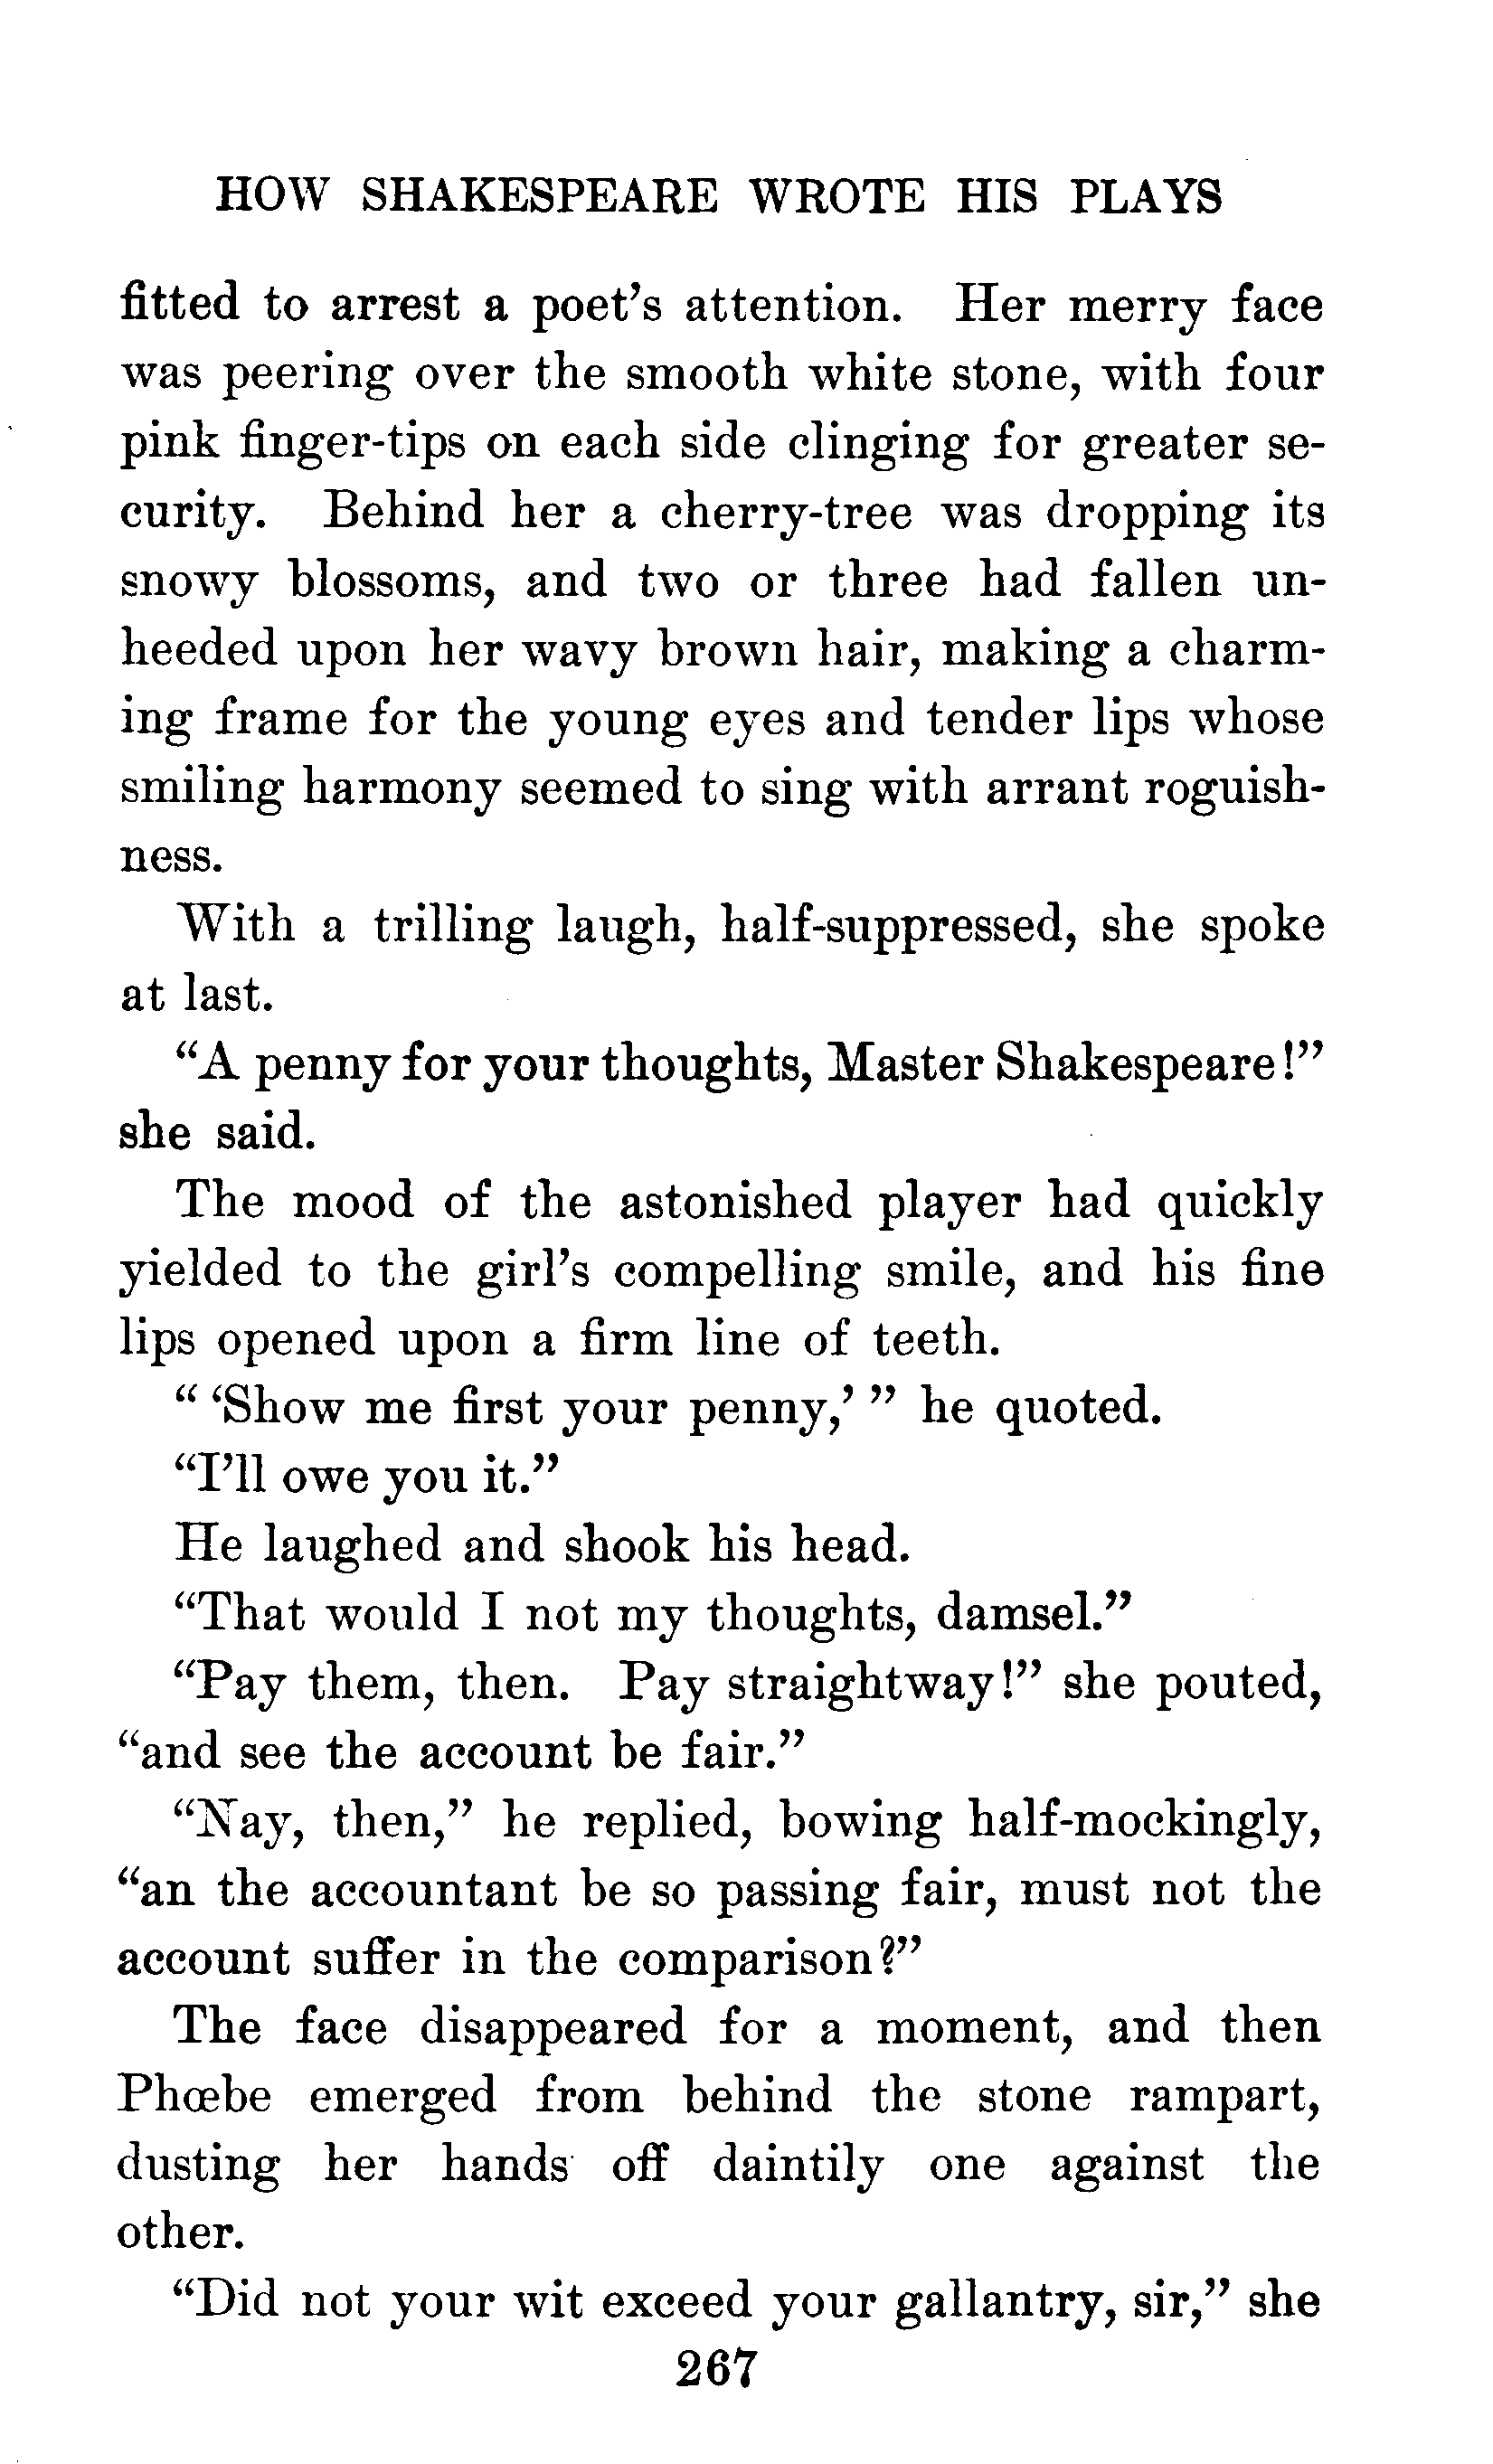 HOW SHAKESPEARE WROTE HIS PLAYS
fitted to arrest a poet's attention. Her merry face
was peering over the smooth white stone, with four
pink finger-tips on each side clinging for greater se-
curity. Behind her a cherry-tree was dropping its
snowy blossoms, and two or three had fallen un-
heeded upon her wavy brown hair, making a charm-
ing frame for the young eyes and tender lips whose
smiling harmony seemed to sing with arrant roguish-
ness.
With a trilling laugh, half-suppressed, she spoke
at last.
“A penny for your thoughts, Master Shakespeare!”
she said.
The mood of the astonished player had quickly
yielded to the girl's compelling smile, and his fine
lips opened upon a firm line of teeth.
“ ‘Show me first your penny,’ ” he quoted.
“I’ll owe you it.”
He laughed and shook his head.
“That would I not my thoughts, damsel.”
“Pay them, then. Pay straightway!” she pouted,
“and see the account be fair.”
“Nay, then,” he replied, bowing half-mockingly,
“an the accountant be so passing fair, must not the
account suffer in the comparison?”
The face disappeared for a moment, and then
Phœbe emerged from behind the stone rampart,
dusting her hands off daintily one against the
other.
“Did not your wit exceed your gallantry, sir,” she
267